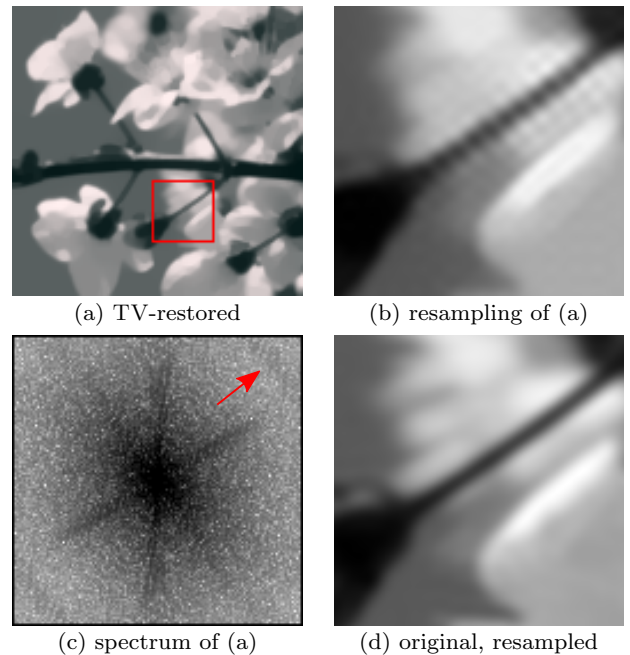 (a) TV-restored
(b) resampling of (a)
(c) spectrum of (a)
(d) original, resampled